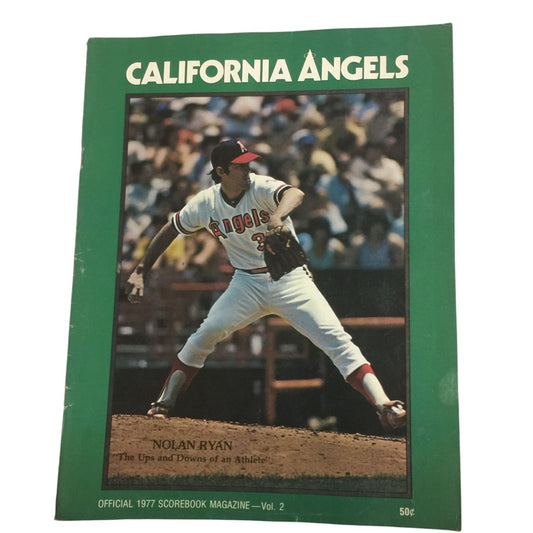 CALIFORNIA ANGELS
A
Angels
3
NOLAN RYAN
"The Ups and Downs of an Athlete"
OFFICIAL 1977 SCOREBOOK MAGAZINE—Vol. 2
50¢